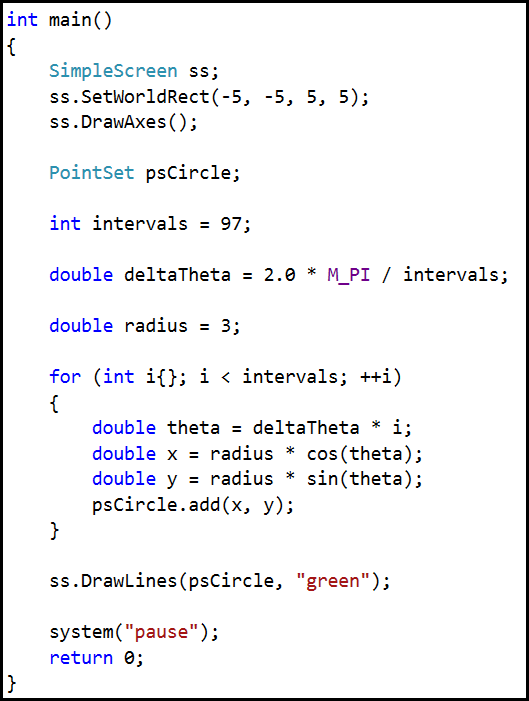 int main()
{
    SimpleScreen ss;
    ss.SetWorldRect(-5, -5, 5, 5);
    ss.DrawAxes();

    PointSet psCircle;

    int intervals = 97;

    double deltaTheta = 2.0 * M_PI / intervals;

    double radius = 3;

    for (int i{}; i < intervals; ++i)
    {
        double theta = deltaTheta * i;
        double x = radius * cos(theta);
        double y = radius * sin(theta);
        psCircle.add(x, y);
    }

    ss.DrawLines(psCircle, "green");

    system("pause");
    return 0;
}